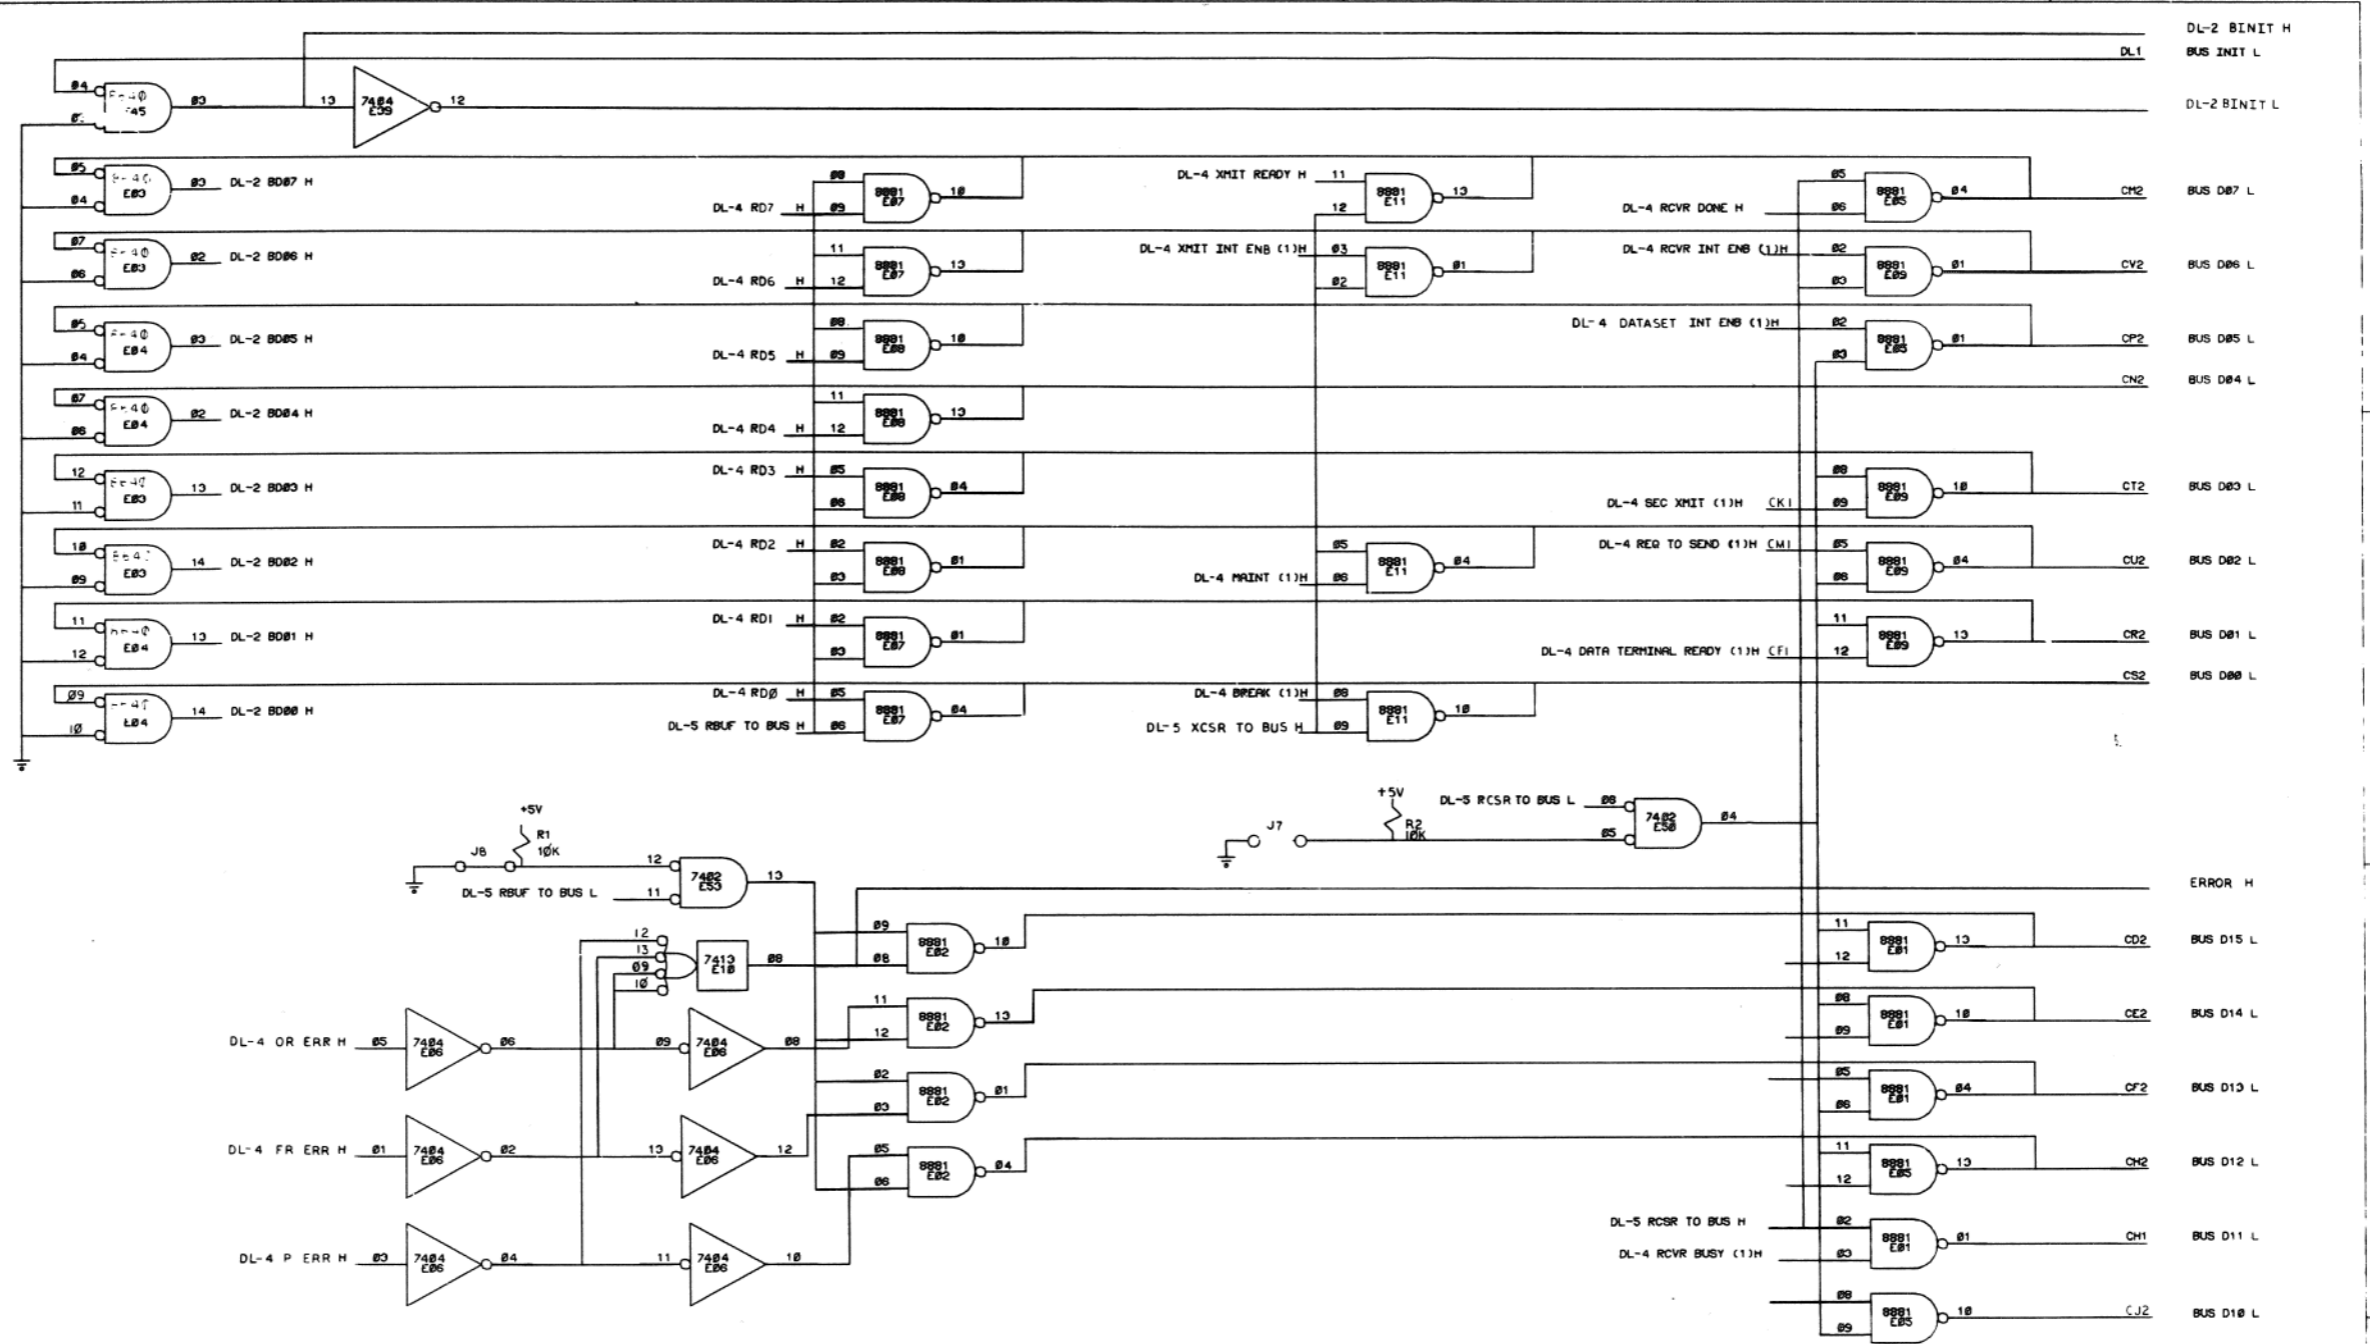 DL-2 BINIT H
DL1 BUS INIT L
04 03 13 7404 E39 12 DL-2 BINIT L
45
05 8640 E03 03 DL-2 BD07 H
04
DL-4 RD7 H 08 09 8881 E07 10
DL-4 XMIT READY H 11 12 8881 E11 13
DL-4 RCVR DONE H 05 06 8881 E05 04 CM2 BUS D07 L
07 8640 E03 02 DL-2 BD06 H
06
DL-4 RD6 H 11 12 8881 E07 13
DL-4 XMIT INT ENB (1)H 03 02 8881 E11 01
DL-4 RCVR INT ENB (1)H 02 03 8881 E09 01 CV2 BUS D06 L
05 8640 E04 03 DL-2 BD05 H
04
DL-4 RD5 H 08 09 8881 E08 10
DL-4 DATASET INT ENB (1)H 02 03 8881 E05 01 CP2 BUS D05 L
CN2 BUS D04 L
07 8640 E04 02 DL-2 BD04 H
06
DL-4 RD4 H 11 12 8881 E08 13
12 8640 E03 13 DL-2 BD03 H
11
DL-4 RD3 H 05 06 8881 E08 04
DL-4 SEC XMIT (1)H CK1 08 09 8881 E09 10 CT2 BUS D03 L
10 8640 E03 14 DL-2 BD02 H
09
DL-4 RD2 H 02 03 8881 E08 01
DL-4 MAINT (1)H 05 06 8881 E11 04
DL-4 REQ TO SEND (1)H CM1 05 06 8881 E09 04 CU2 BUS D02 L
11 8640 E04 13 DL-2 BD01 H
12
DL-4 RD1 H 02 03 8881 E07 01
DL-4 DATA TERMINAL READY (1)H CF1 11 12 8881 E09 13 CR2 BUS D01 L
CS2 BUS D00 L
09 E04 14 DL-2 BD00 H
10
DL-4 RD0 H 05 8881 E07 04
DL-5 RBUF TO BUS H 06
DL-4 BREAK (1)H 08 8881 E11 10
DL-5 XCSR TO BUS H 09
+5V
R1
10K
J8 12 7402 E53 13
DL-5 RBUF TO BUS L 11
+5V
R2
10K
J7
DL-5 RCSR TO BUS L 06 05 7402 E50 04
ERROR H
12
13
09
10
7413 E10 08
09 08 8881 E02 10
11 12 8881 E01 13 CD2 BUS D15 L
11 12 8881 E02 13
08 09 8881 E01 10 CE2 BUS D14 L
DL-4 OR ERR H 05 7404 E06 06 09 7404 E06 08
02 03 8881 E02 01
05 06 8881 E01 04 CF2 BUS D13 L
DL-4 FR ERR H 01 7404 E06 02 13 7404 E06 12
05 06 8881 E02 04
11 12 8881 E05 13 CH2 BUS D12 L
DL-4 P ERR H 03 7404 E06 04 11 7404 E06 10
DL-5 RCSR TO BUS H 02 8881 E01 01 CH1 BUS D11 L
DL-4 RCVR BUSY (1)H 03
08 09 8881 E05 10 CJ2 BUS D10 L